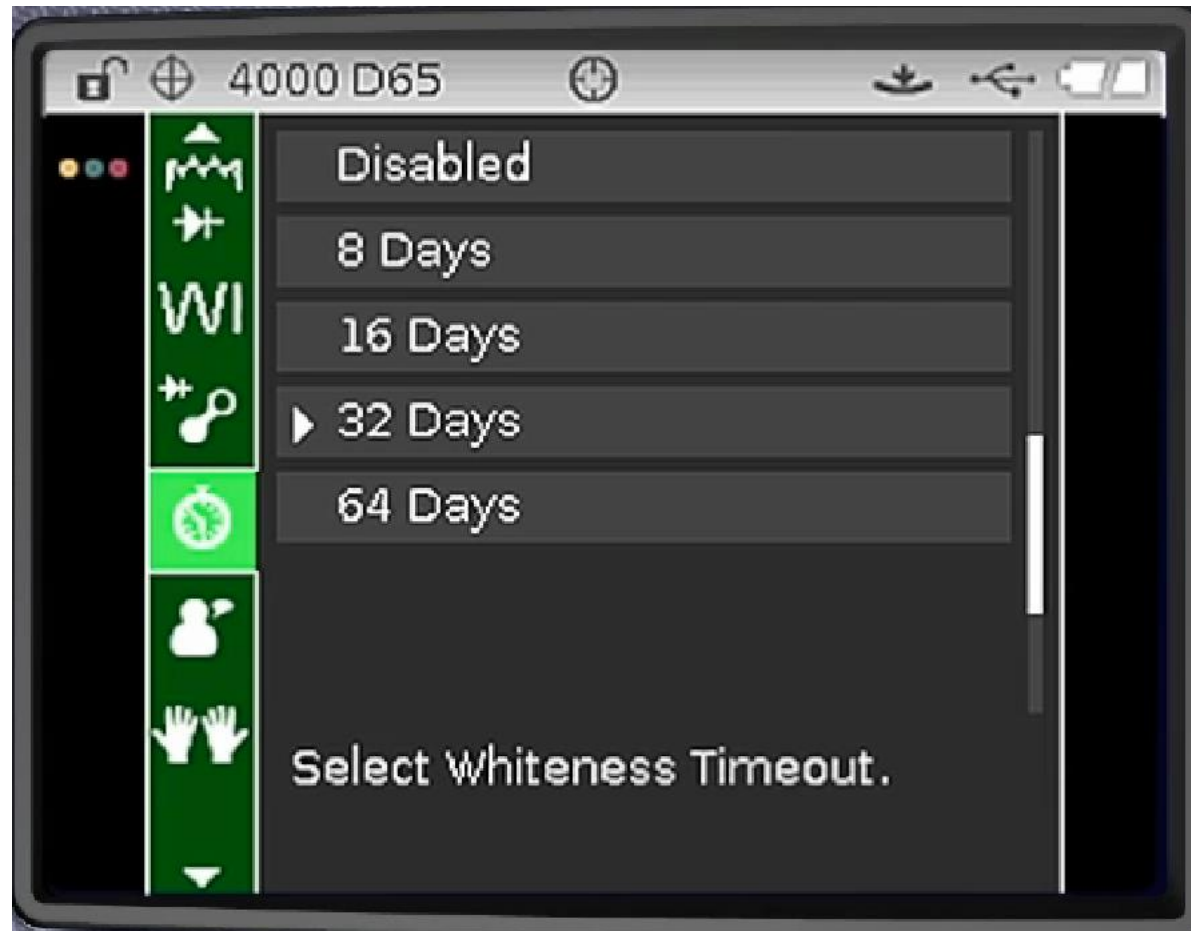 4000 D65
Disabled
8 Days
WI
16 Days
32 Days
64 Days
Select Whiteness Timeout.